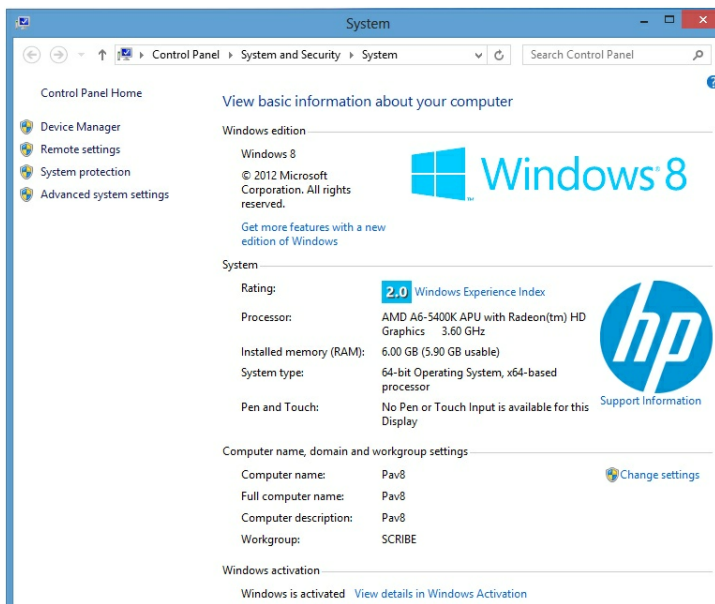 System
Control Panel System and Security System
Search Control Panel
Control Panel Home
Device Manager
Remote settings
System protection
Advanced system settings
View basic information about your computer
Windows edition
Windows 8
© 2012 Microsoft
Corporation. All rights
reserved.
Get more features with a new
edition of Windows
Windows 8
System
Rating:
2.0 Windows Experience Index
Processor:
AMD A6-5400K APU with Radeon(tm) HD
Graphics 3.60 GHz
Installed memory (RAM): 6.00 GB (5.90 GB usable)
System type:
64-bit Operating System, x64-based
processor
Pen and Touch:
No Pen or Touch Input is available for this
Display
hp
Support Information
Computer name, domain and workgroup settings
Computer name: Pav8
Change settings
Full computer name: Pav8
Computer description: Pav8
Workgroup: SCRIBE
Windows activation
Windows is activated View details in Windows Activation